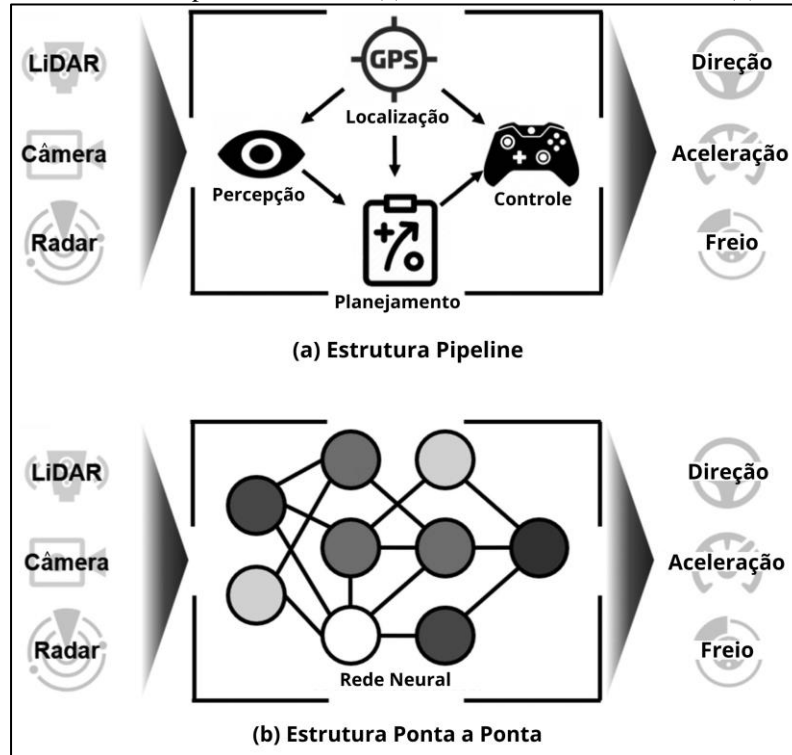 LiDAR
Câmera
Radar
GPS
Localização
Percepção
Controle
Planejamento
Direção
Aceleração
Freio
(a) Estrutura Pipeline
LiDAR
Câmera
Radar
Rede Neural
Direção
Aceleração
Freio
(b) Estrutura Ponta a Ponta